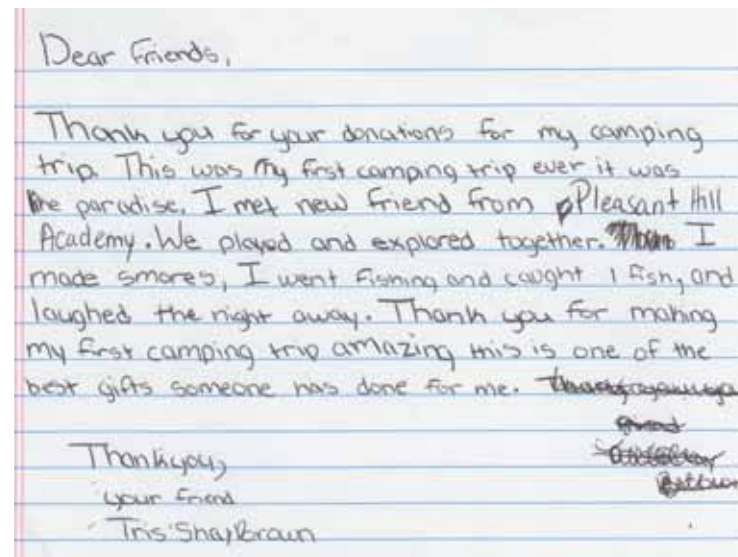 Dear Friends,
Thank you for your donations for my camping
trip. This was my first camping trip ever it was
like paradise. I met new friend from Pleasant Hill
Academy. We played and explored together. I
made smores, I went fishing and caught 1 fish, and
laughed the night away. Thank you for making
my first camping trip amazing this is one of the
best gifts someone has done for me.
Thankyou,
your friend
Tris'Shay Brown